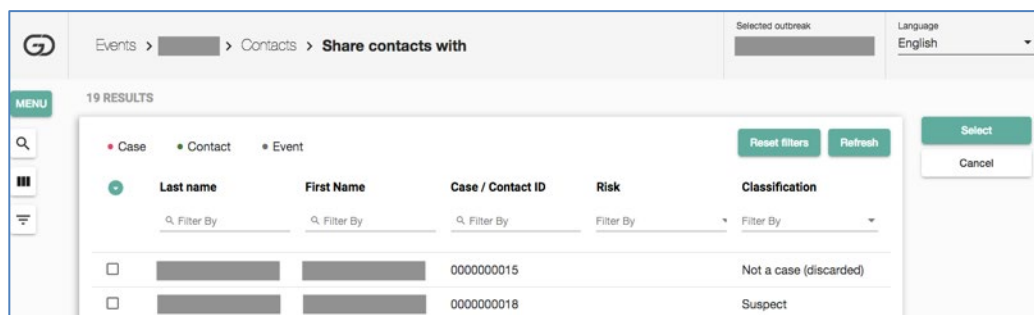 Events > > Contacts > Share contacts with
Selected outbreak
Language
English
MENU
19 RESULTS
Case Contact Event
Reset filters Refresh
Select
Cancel
Last name First Name Case / Contact ID Risk Classification
Filter By Filter By Filter By Filter By Filter By
0000000015 Not a case (discarded)
0000000018 Suspect